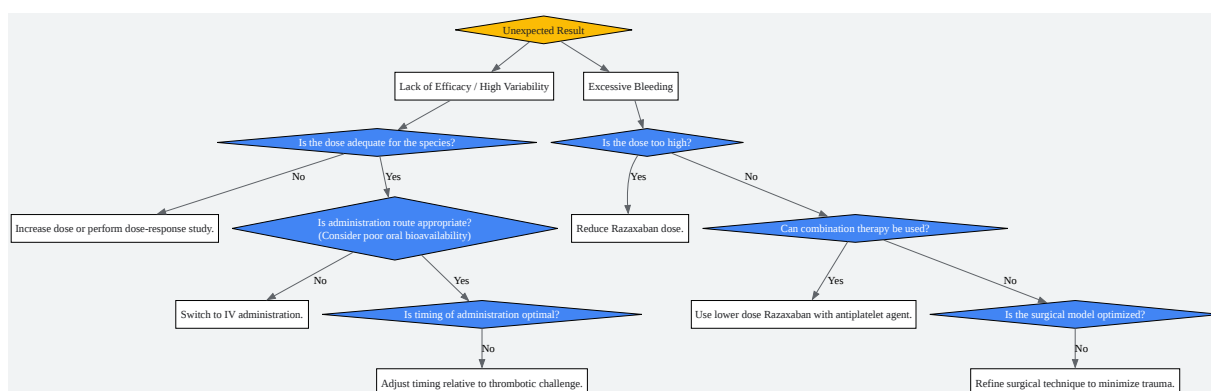 Unexpected Result
Lack of Efficacy / High Variability
Excessive Bleeding
Is the dose adequate for the species?
Is the dose too high?
No
Yes
Yes
No
Increase dose or perform dose-response study.
Is administration route appropriate?
(Consider poor oral bioavailability)
Reduce Razaxaban dose.
Can combination therapy be used?
No
Yes
Yes
No
Switch to IV administration.
Is timing of administration optimal?
Use lower dose Razaxaban with antiplatelet agent.
Is the surgical model optimized?
No
No
Adjust timing relative to thrombotic challenge.
Refine surgical technique to minimize trauma.